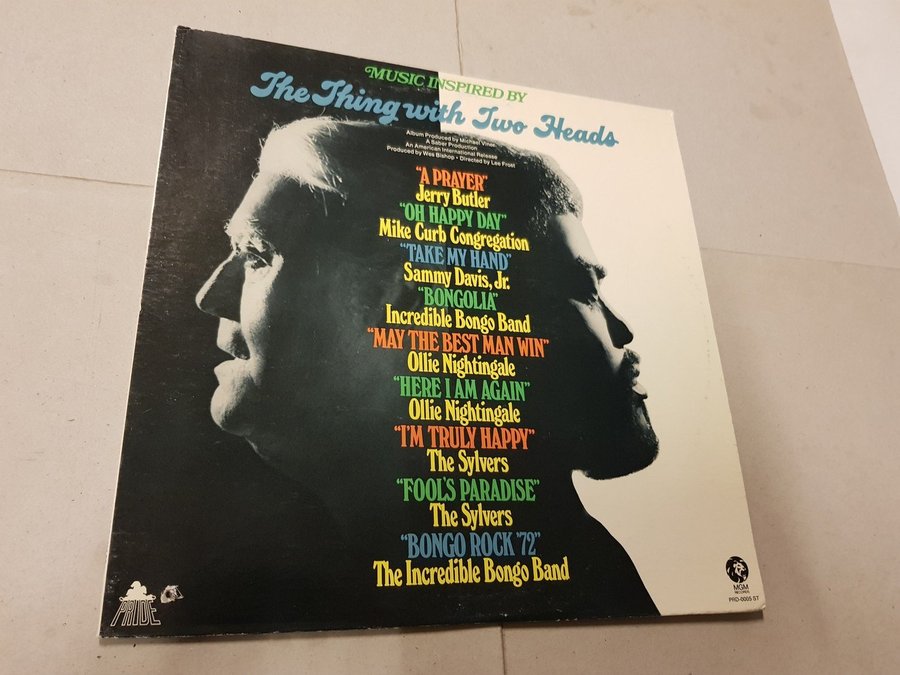 MUSIC INSPIRED BY
The Thing with Two Heads
Album Produced by Michael Viner
A Saber Production
An American International Release
Produced by Wes Bishop • Directed by Lee Frost
"A PRAYER"
Jerry Butler
"OH HAPPY DAY"
Mike Curb Congregation
"TAKE MY HAND"
Sammy Davis, Jr.
"BONGOLIA"
Incredible Bongo Band
"MAY THE BEST MAN WIN"
Ollie Nightingale
"HERE I AM AGAIN"
Ollie Nightingale
"I'M TRULY HAPPY"
The Sylvers
"FOOL'S PARADISE"
The Sylvers
"BONGO ROCK '72"
The Incredible Bongo Band
PRIDE
MGM
RECORDS
PRD-0005 ST